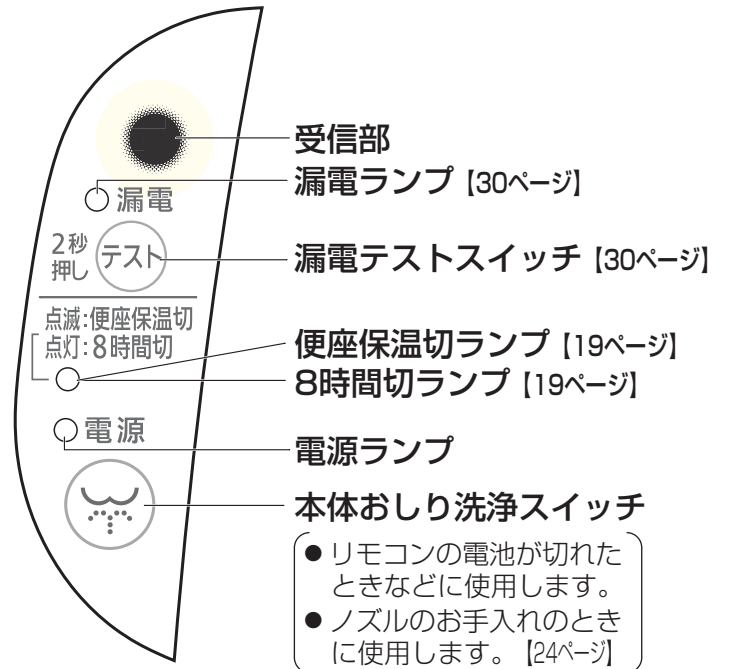 受信部
漏電ランプ【30ページ】
漏電
2秒
押し
テスト
漏電テストスイッチ【30ページ】
点滅:便座保温切
点灯:8時間切
便座保温切ランプ【19ページ】
8時間切ランプ【19ページ】
電源
電源ランプ
本体おしり洗浄スイッチ
●リモコンの電池が切れた
ときなどに使用します。
●ノズルのお手入れのとき
に使用します。【24ページ】